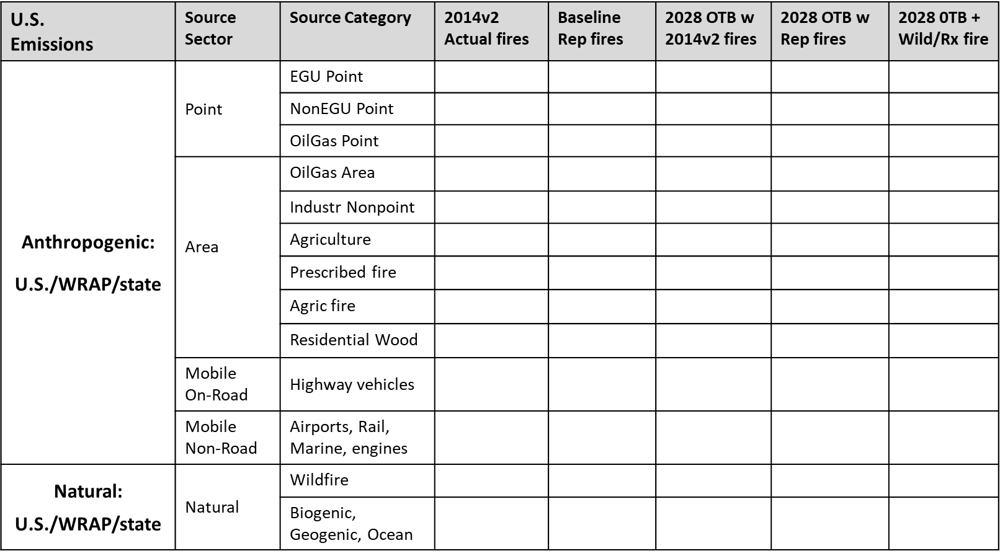 U.S.
Emissions
Source
Sector
Source Category
2014v2
Actual fires
Baseline
Rep fires
2028 OTB w
2014v2 fires
2028 OTB w
Rep fires
2028 0TB +
Wild/Rx fire
Anthropogenic:
U.S./WRAP/state
Point
EGU Point
NonEGU Point
OilGas Point
Area
OilGas Area
Industr Nonpoint
Agriculture
Prescribed fire
Agric fire
Residential Wood
Mobile
On-Road
Highway vehicles
Mobile
Non-Road
Airports, Rail,
Marine, engines
Natural:
U.S./WRAP/state
Natural
Wildfire
Biogenic,
Geogenic, Ocean